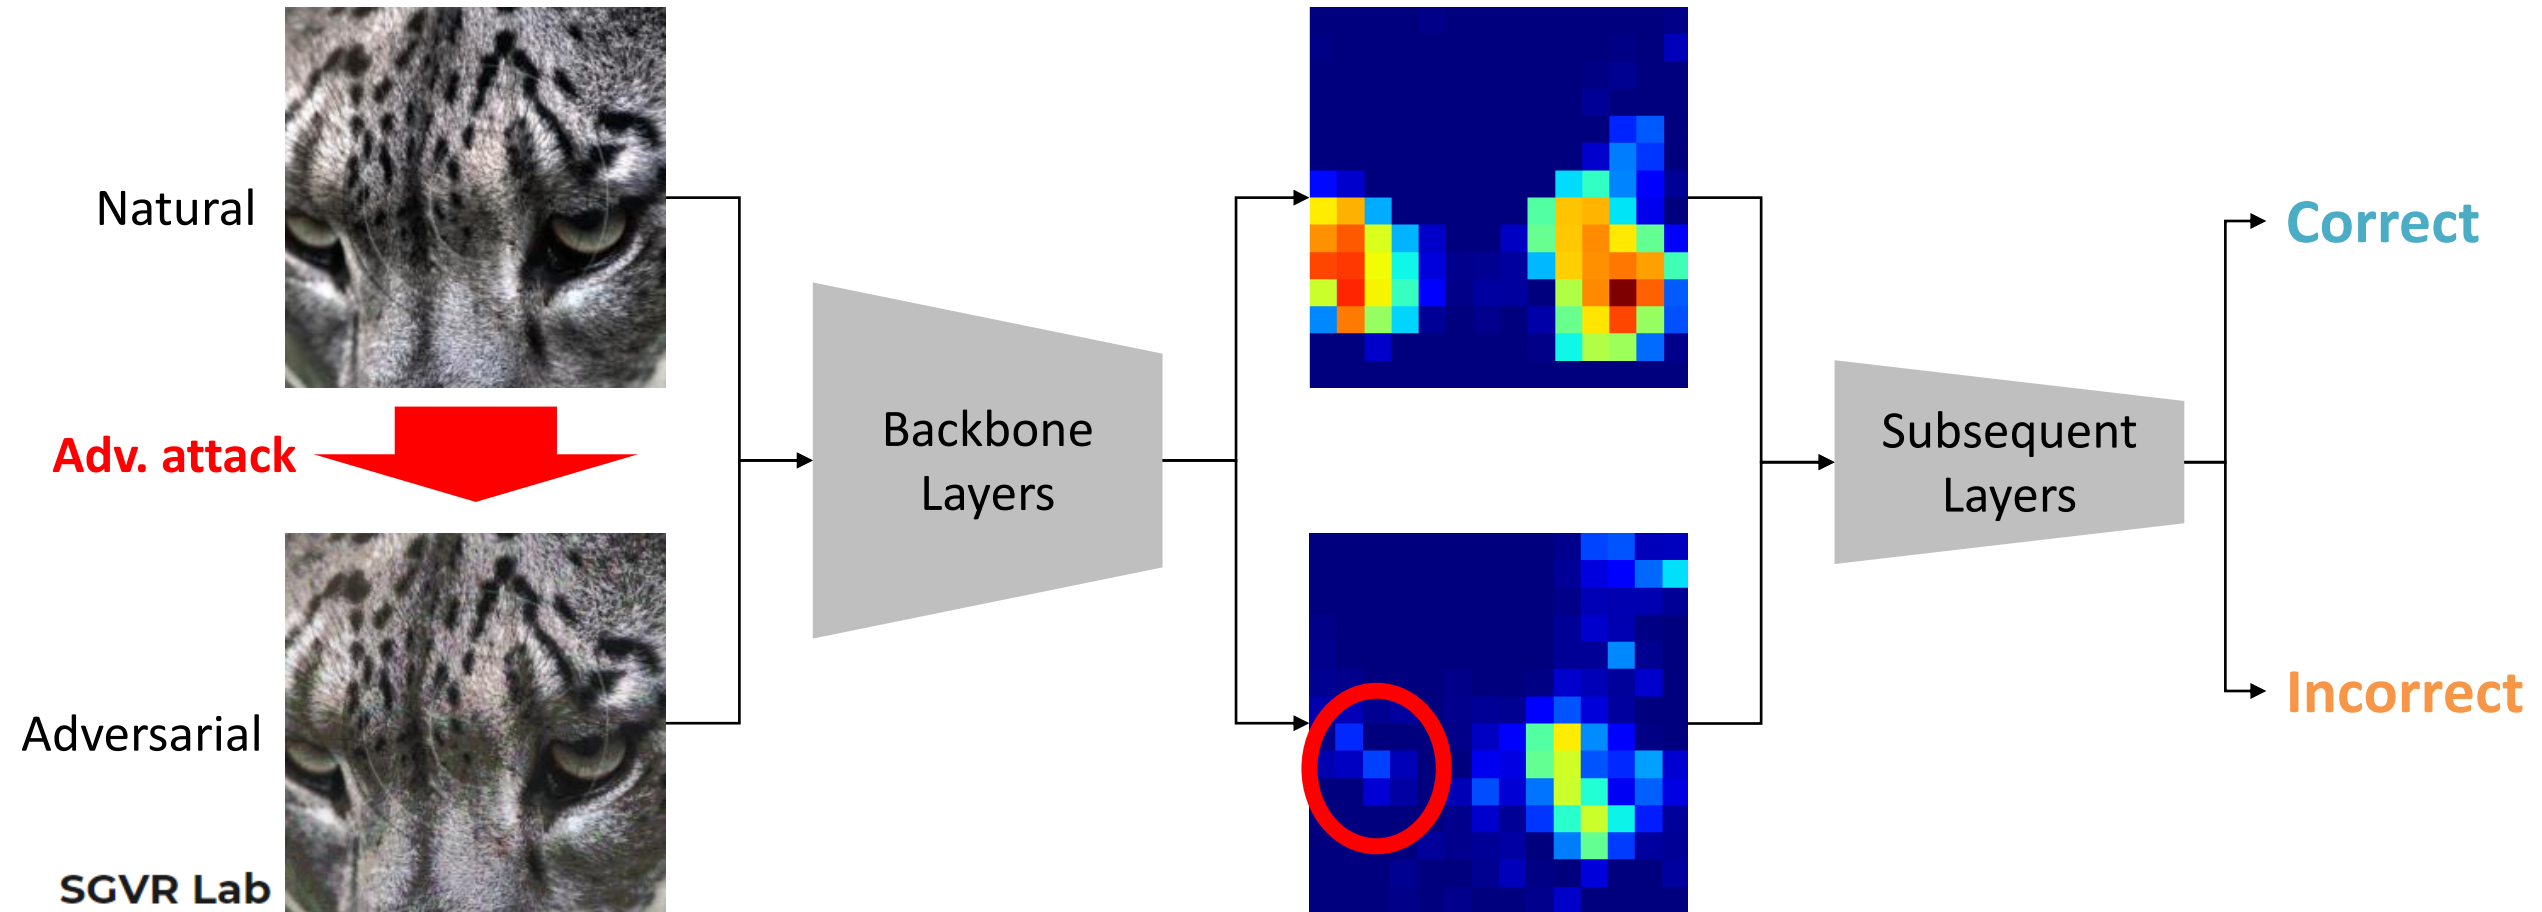 Natural
Adv. attack
Adversarial
SGVR Lab
Backbone
Layers
Subsequent
Layers
Correct
Incorrect